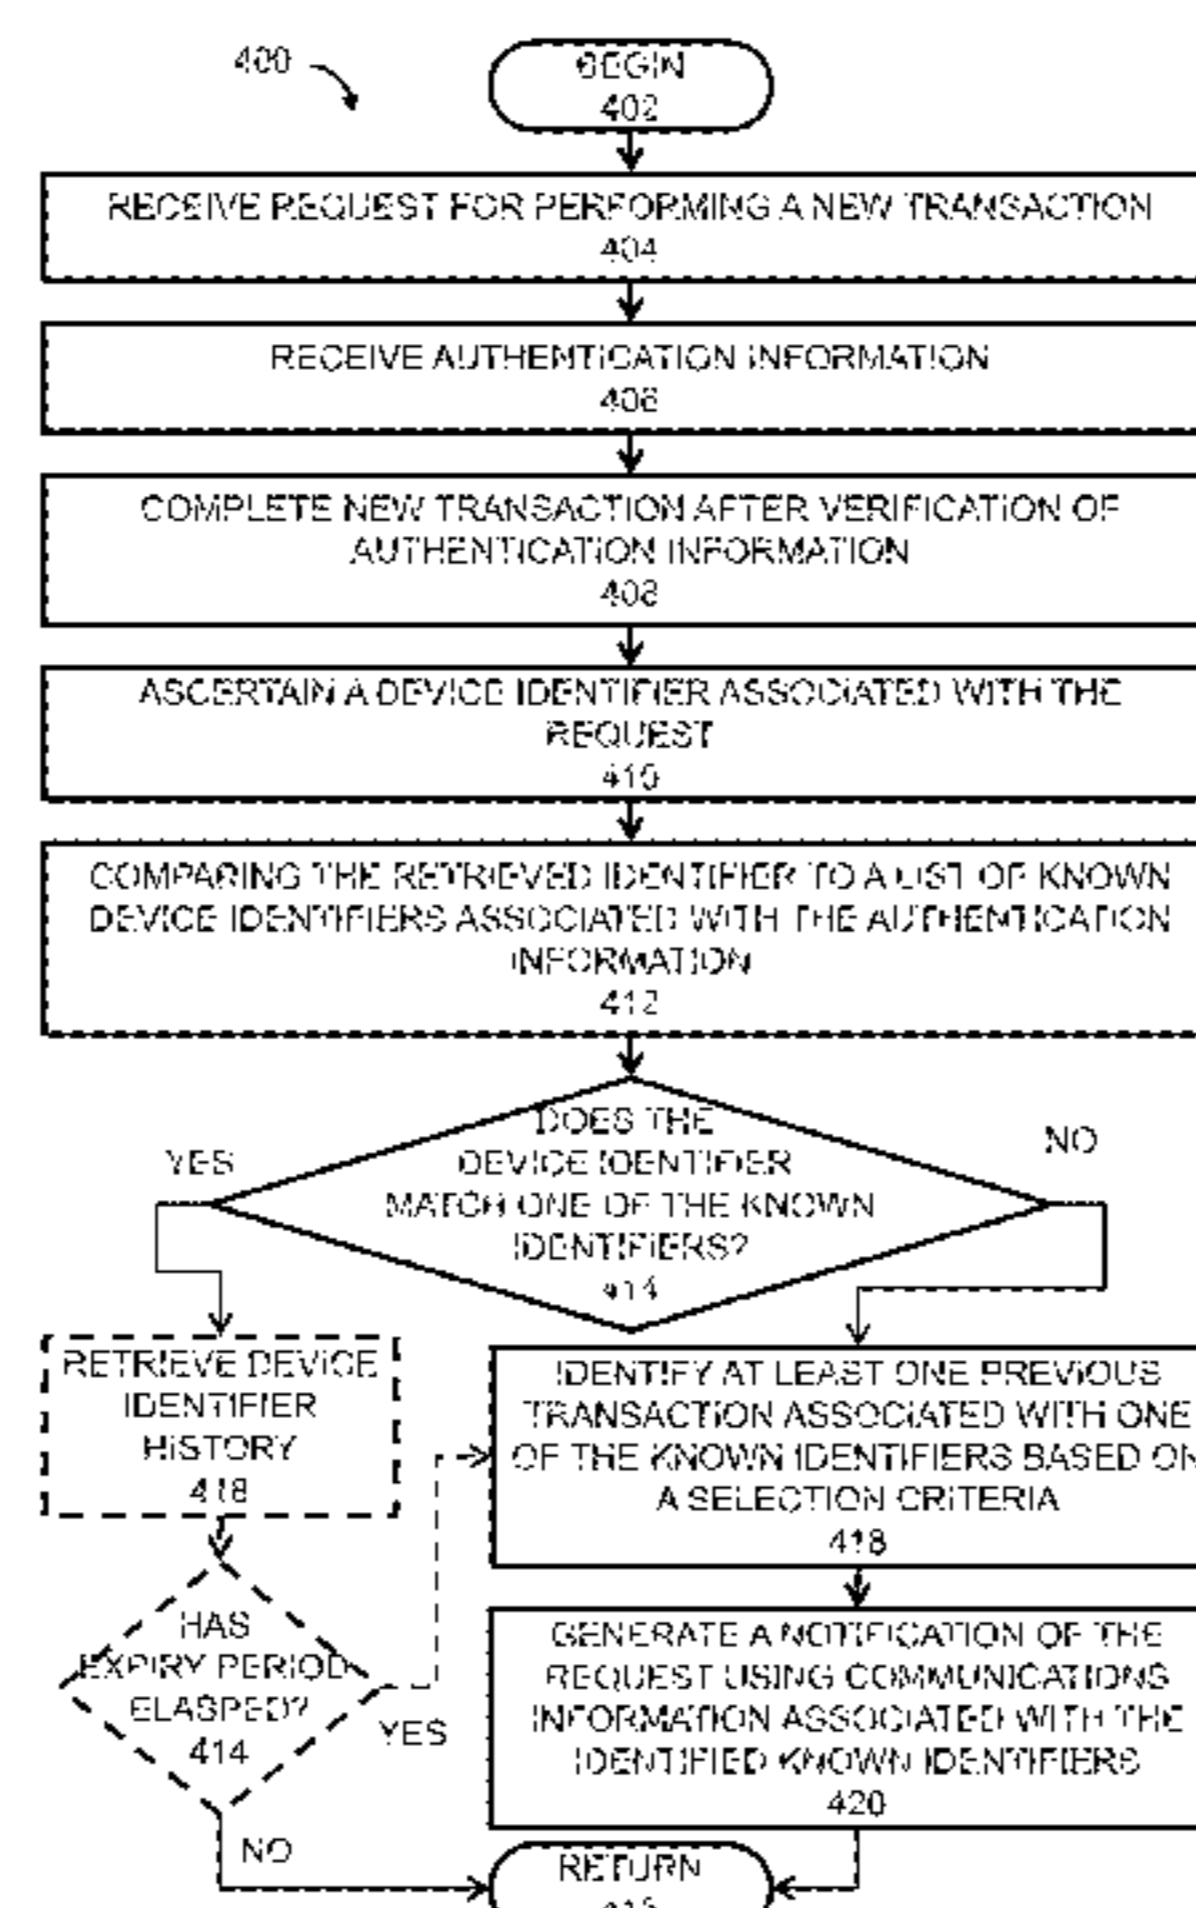 400
BEGIN
402
RECEIVE REQUEST FOR PERFORMING A NEW TRANSACTION
404
RECEIVE AUTHENTICATION INFORMATION
406
COMPLETE NEW TRANSACTION AFTER VERIFICATION OF
AUTHENTICATION INFORMATION
408
ASCERTAIN A DEVICE IDENTIFIER ASSOCIATED WITH THE
REQUEST
410
COMPARING THE RETRIEVED IDENTIFIER TO A LIST OF KNOWN
DEVICE IDENTIFIERS ASSOCIATED WITH THE AUTHENTICATION
INFORMATION
412
DOES THE
DEVICE IDENTIFIER
MATCH ONE OF THE KNOWN
IDENTIFIERS?
414
YES
NO
RETRIEVE DEVICE
IDENTIFIER
HISTORY
418
HAS
EXPIRY PERIOD
ELASPED?
414
YES
NO
IDENTIFY AT LEAST ONE PREVIOUS
TRANSACTION ASSOCIATED WITH ONE
OF THE KNOWN IDENTIFIERS BASED ON
A SELECTION CRITERIA
418
GENERATE A NOTIFICATION OF THE
REQUEST USING COMMUNICATIONS
INFORMATION ASSOCIATED WITH THE
IDENTIFIED KNOWN IDENTIFIERS
420
RETURN